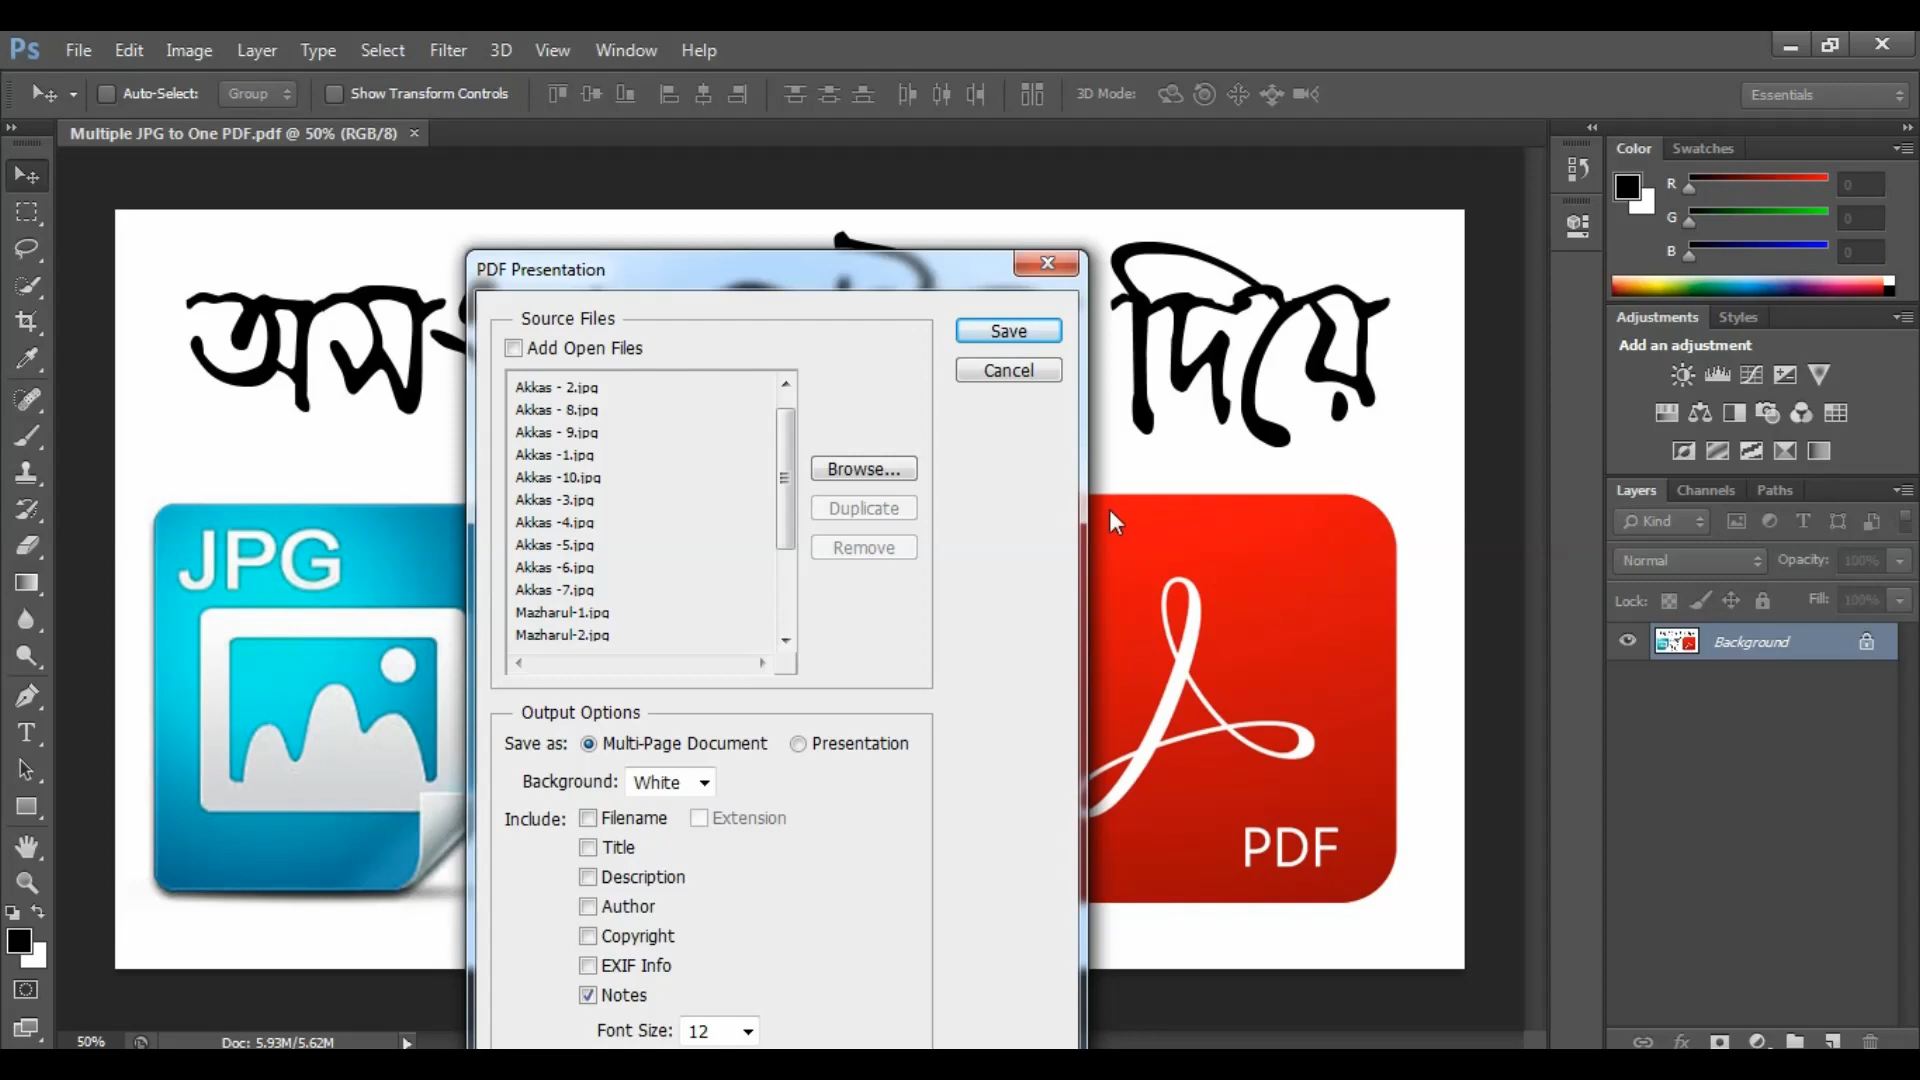 Ps File Edit Image Layer Type Select Filter 3D View Window Help
Auto-Select: Group Show Transform Controls 3D Mode: Essentials
Multiple JPG to One PDF.pdf @ 50% (RGB/8) ×
Color Swatches
R 0
G 0
B 0
Adjustments Styles
Add an adjustment
Layers Channels Paths
Kind
Normal Opacity: 100%
Lock: Fill: 100%
Background
দিয়ে
JPG
PDF
PDF Presentation
Source Files
Add Open Files
Akkas - 2.jpg
Akkas - 8.jpg
Akkas - 9.jpg
Akkas -1.jpg
Akkas -10.jpg
Akkas -3.jpg
Akkas -4.jpg
Akkas -5.jpg
Akkas -6.jpg
Akkas -7.jpg
Mazharul-1.jpg
Mazharul-2.jpg
Save
Cancel
Browse...
Duplicate
Remove
Output Options
Save as: Multi-Page Document Presentation
Background: White
Include: Filename Extension
Title
Description
Author
Copyright
EXIF Info
Notes
Font Size: 12
50% Doc: 5.93M/5.62M